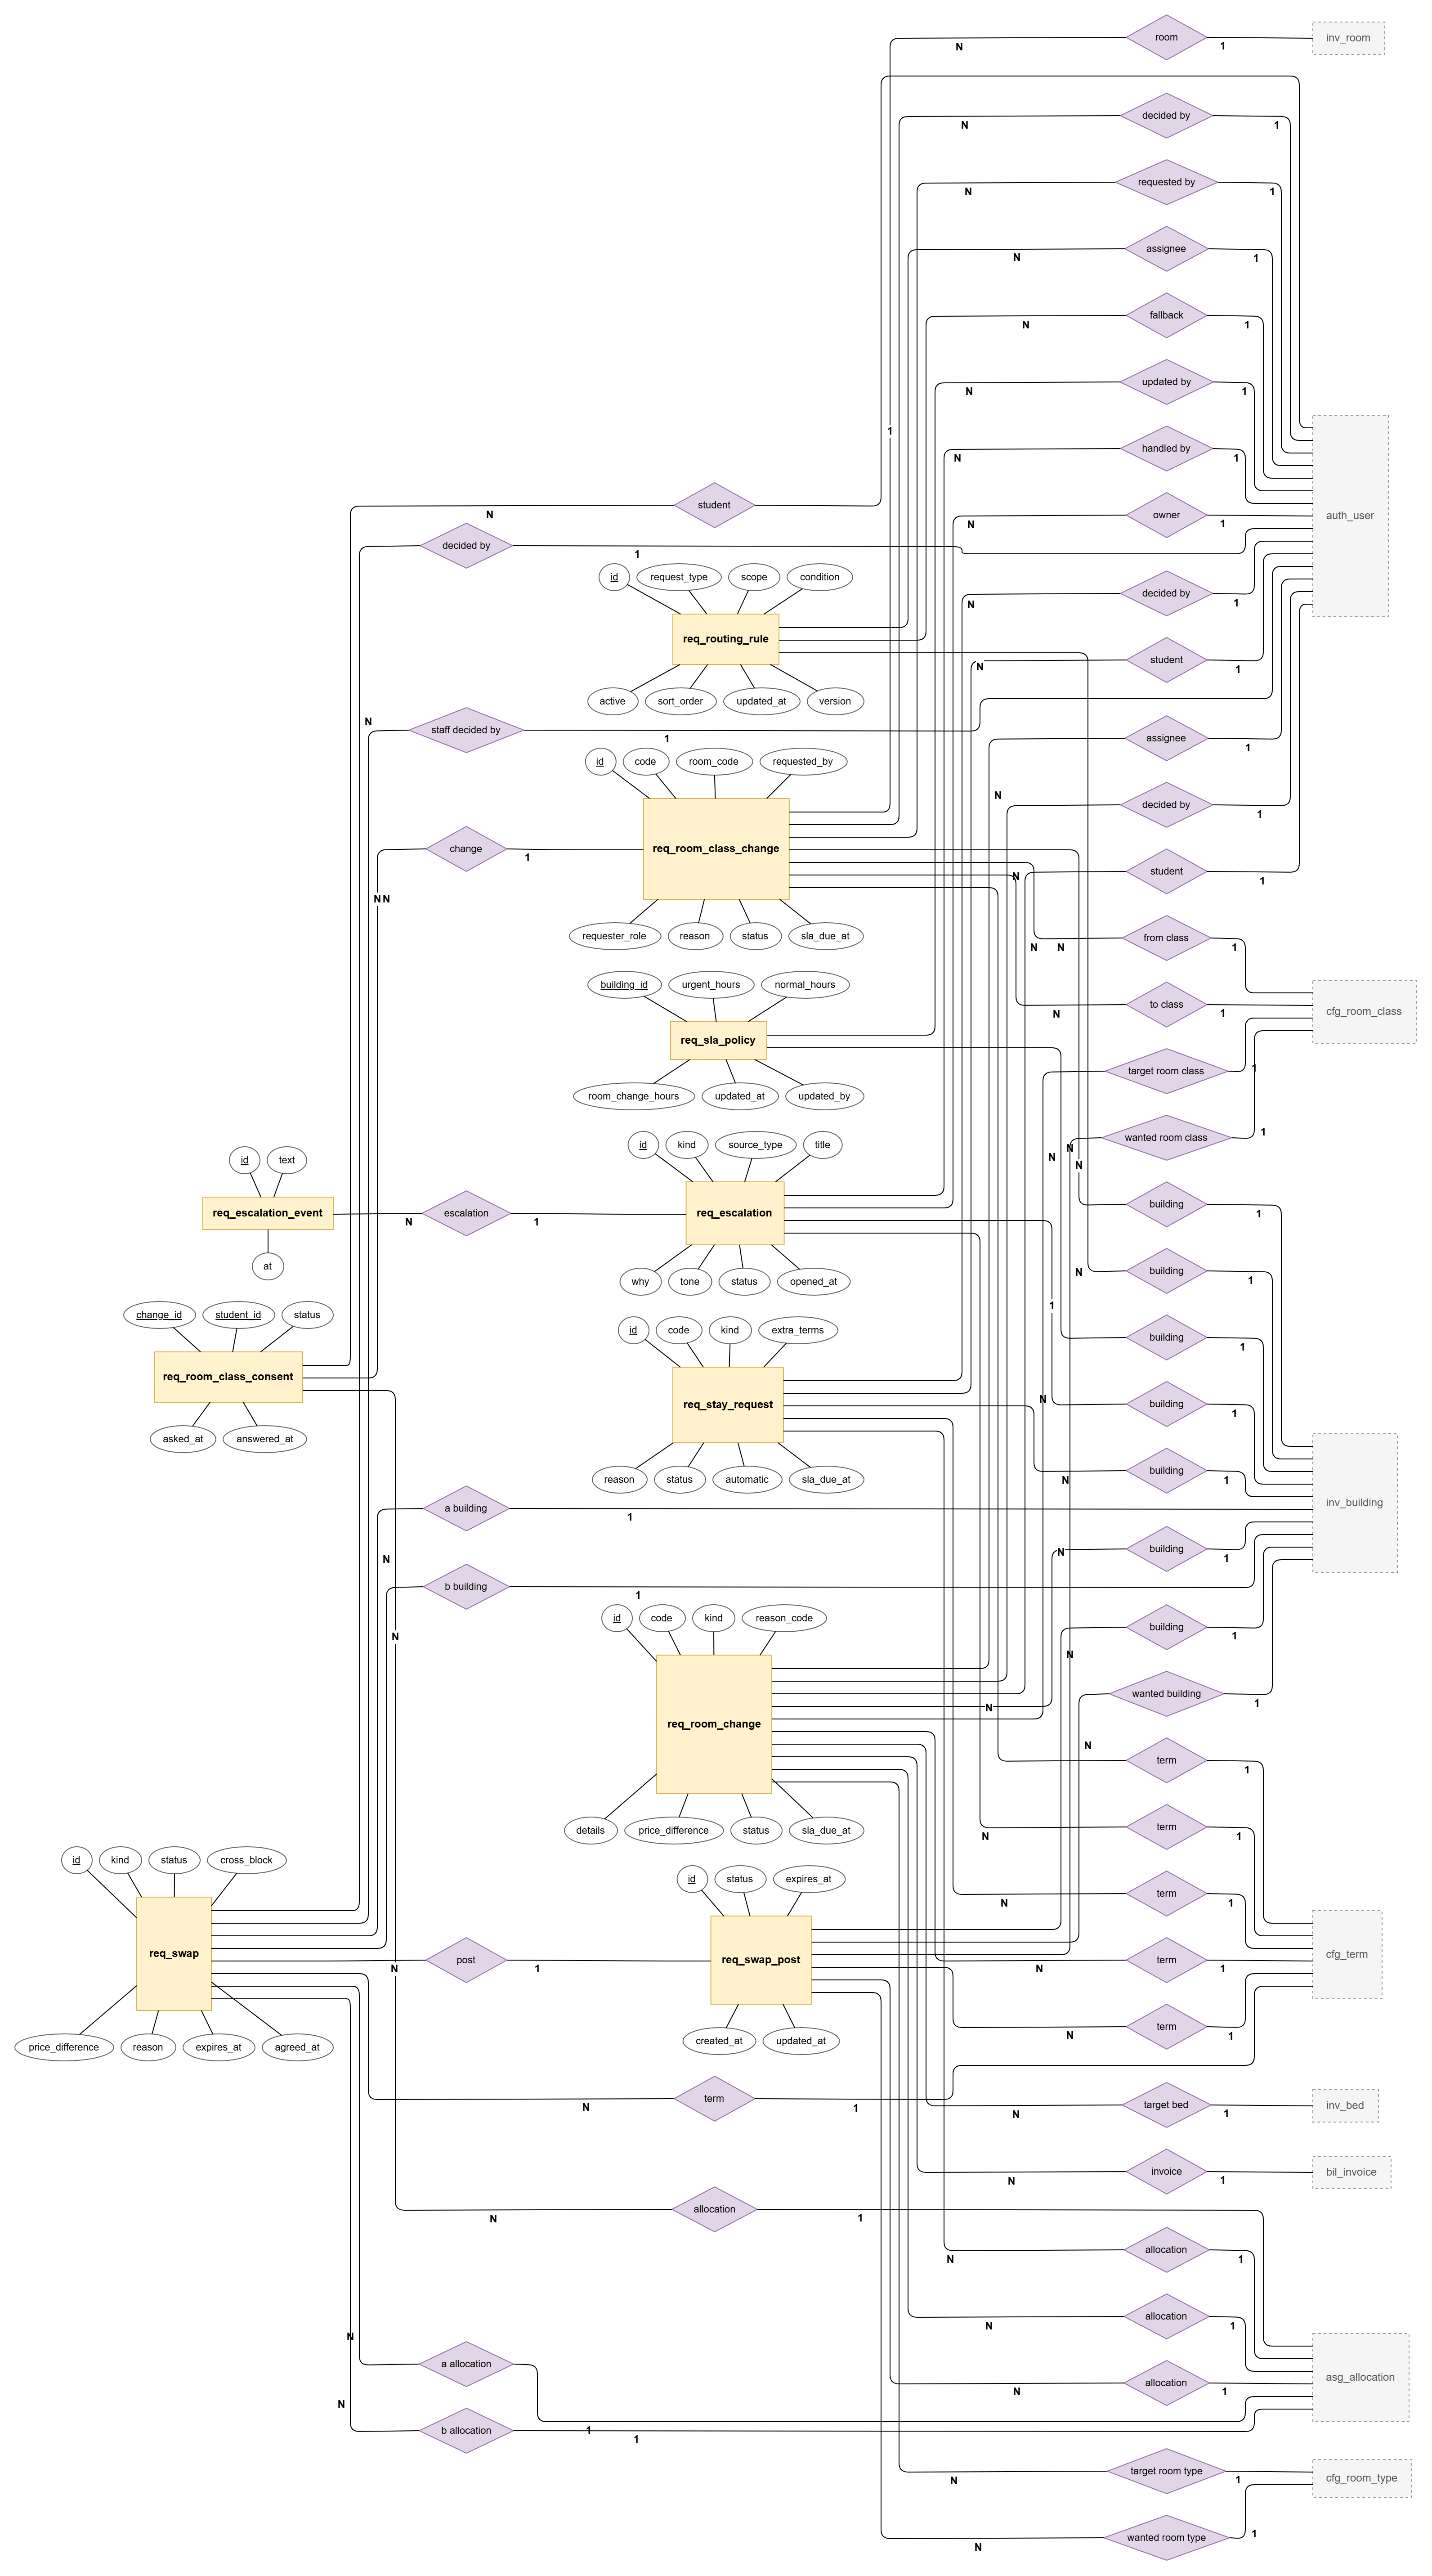 room
N
1
inv_room
decided by
N
1
requested by
N
1
assignee
N
1
fallback
N
1
updated by
N
1
1
handled by
N
1
student
N
owner
N
1
auth_user
decided by
1
id
request_type
scope
condition
decided by
N
1
req_routing_rule
student
N
1
active
sort_order
updated_at
version
N
staff decided by
1
assignee
1
id
code
room_code
requested_by
N
decided by
1
change
1
req_room_class_change
student
N
1
N
N
requester_role
reason
status
sla_due_at
from class
N
N
1
building_id
urgent_hours
normal_hours
to class
N
1
cfg_room_class
req_sla_policy
target room class
1
room_change_hours
updated_at
updated_by
id
kind
source_type
title
wanted room class
1
N
N
N
id
text
req_escalation_event
escalation
N
1
req_escalation
building
1
at
why
tone
status
opened_at
building
N
1
1
change_id
student_id
status
id
code
kind
extra_terms
building
1
req_room_class_consent
req_stay_request
N
building
1
asked_at
answered_at
reason
status
automatic
sla_due_at
building
N
1
a building
1
inv_building
N
building
N
1
b building
1
id
code
kind
reason_code
building
1
N
N
wanted building
1
N
req_room_change
N
term
1
details
price_difference
status
sla_due_at
term
N
1
id
kind
status
cross_block
id
status
expires_at
term
N
1
req_swap
post
N
1
req_swap_post
term
N
1
cfg_term
price_difference
reason
expires_at
agreed_at
created_at
updated_at
term
N
1
term
N
1
target bed
N
1
inv_bed
invoice
N
1
bil_invoice
allocation
N
1
allocation
N
1
allocation
N
1
N
a allocation
allocation
N
1
asg_allocation
N
b allocation
1
1
target room type
N
1
cfg_room_type
wanted room type
N
1